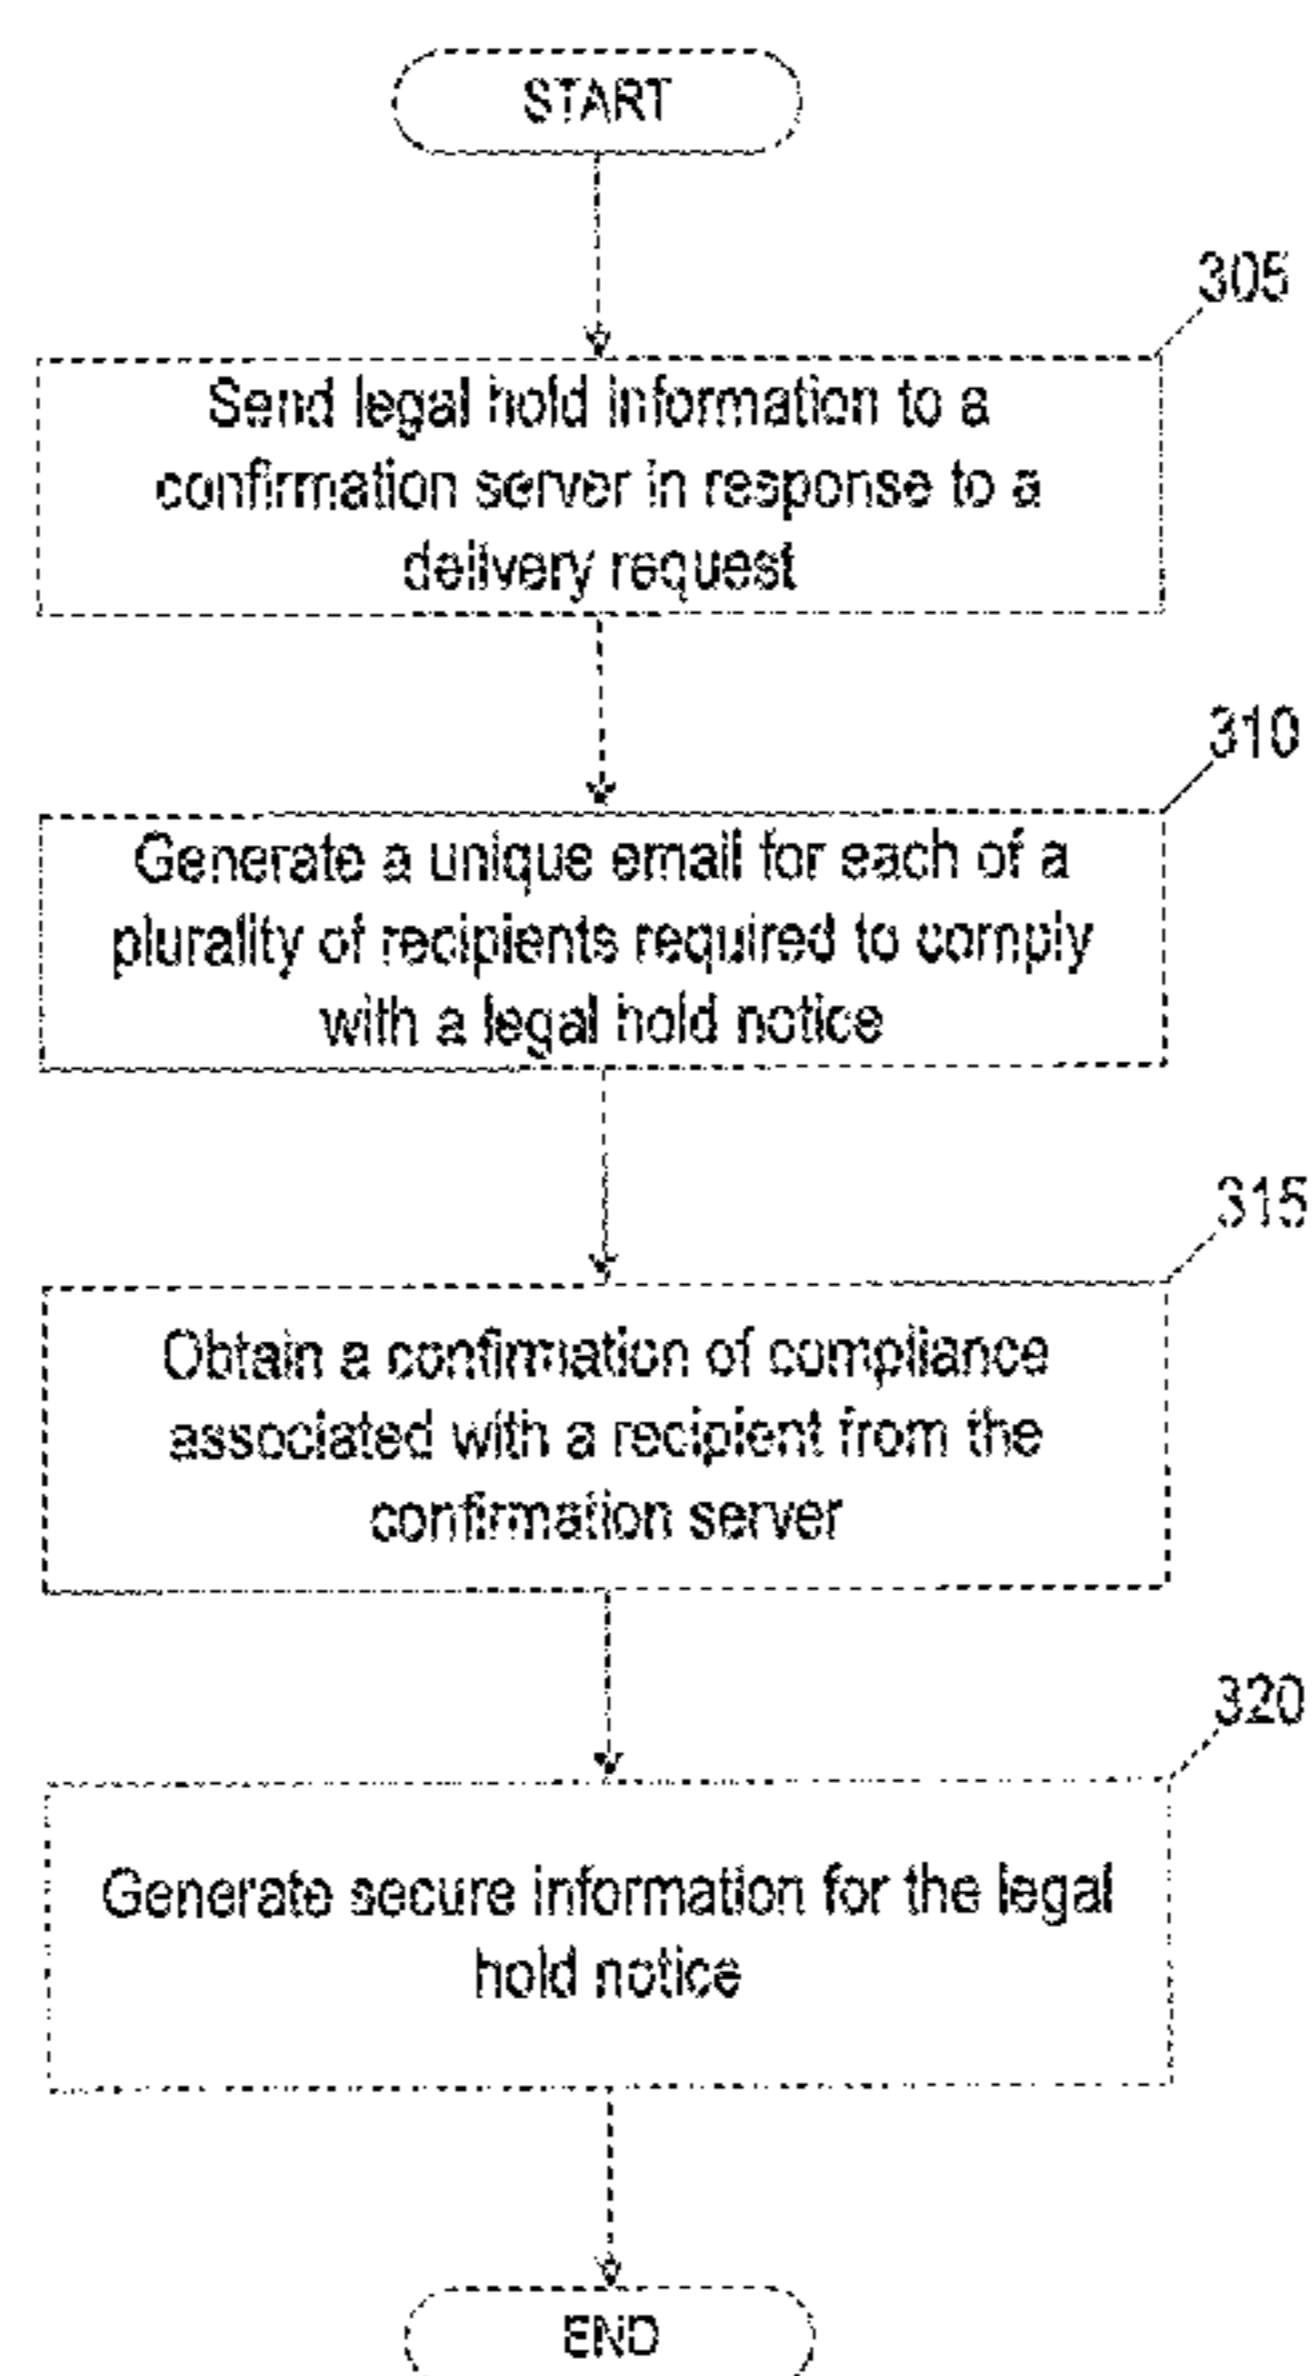 START
305
Send legal hold information to a
confirmation server in response to a
delivery request
310
Generate a unique email for each of a
plurality of recipients required to comply
with a legal hold notice
315
Obtain a confirmation of compliance
associated with a recipient from the
confirmation server
320
Generate secure information for the legal
hold notice
END